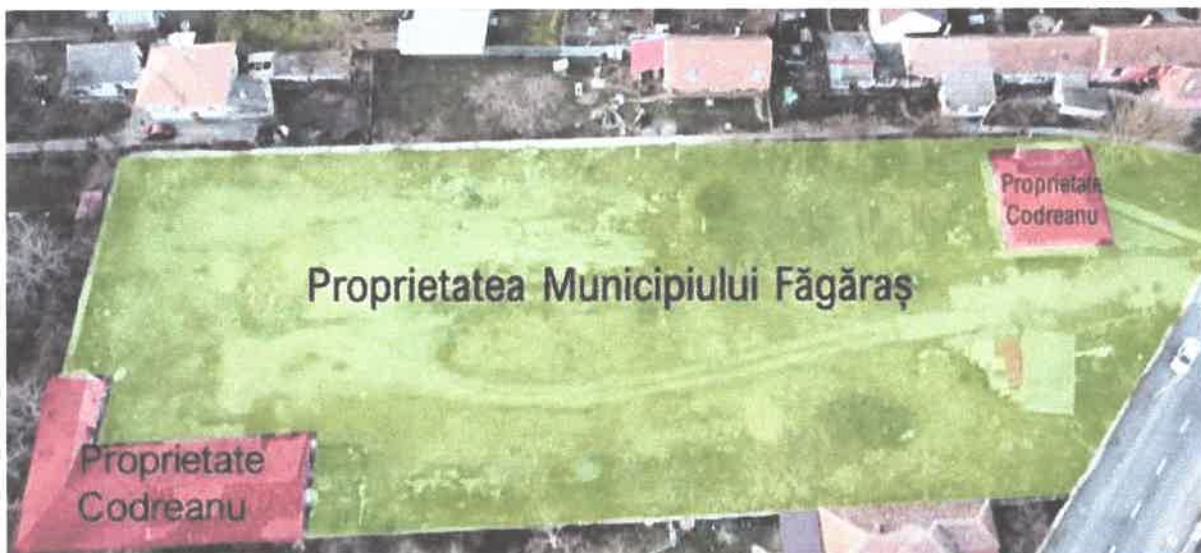 Proprietate
Codreanu
Proprietatea Municipiului Făgăraș
Proprietate
Codreanu